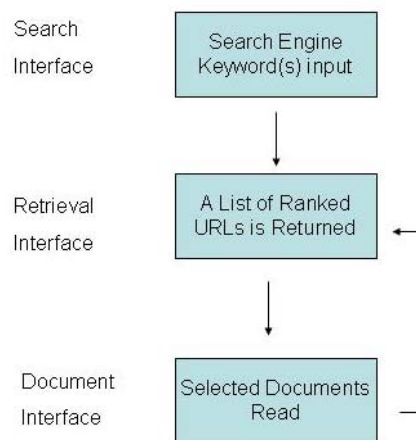 Search
Interface
Search Engine
Keyword(s) input
Retrieval
Interface
A List of Ranked
URLs is Returned
Document
Interface
Selected Documents
Read